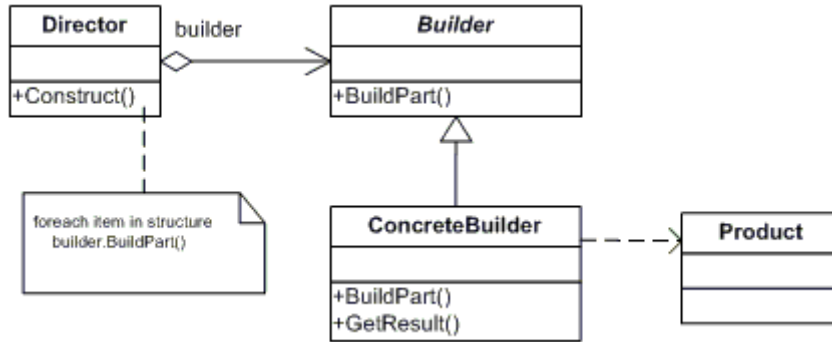 Director
builder
Builder
+Construct()
+BuildPart()
foreach item in structure
builder.BuildPart()
ConcreteBuilder
Product
+BuildPart()
+GetResult()